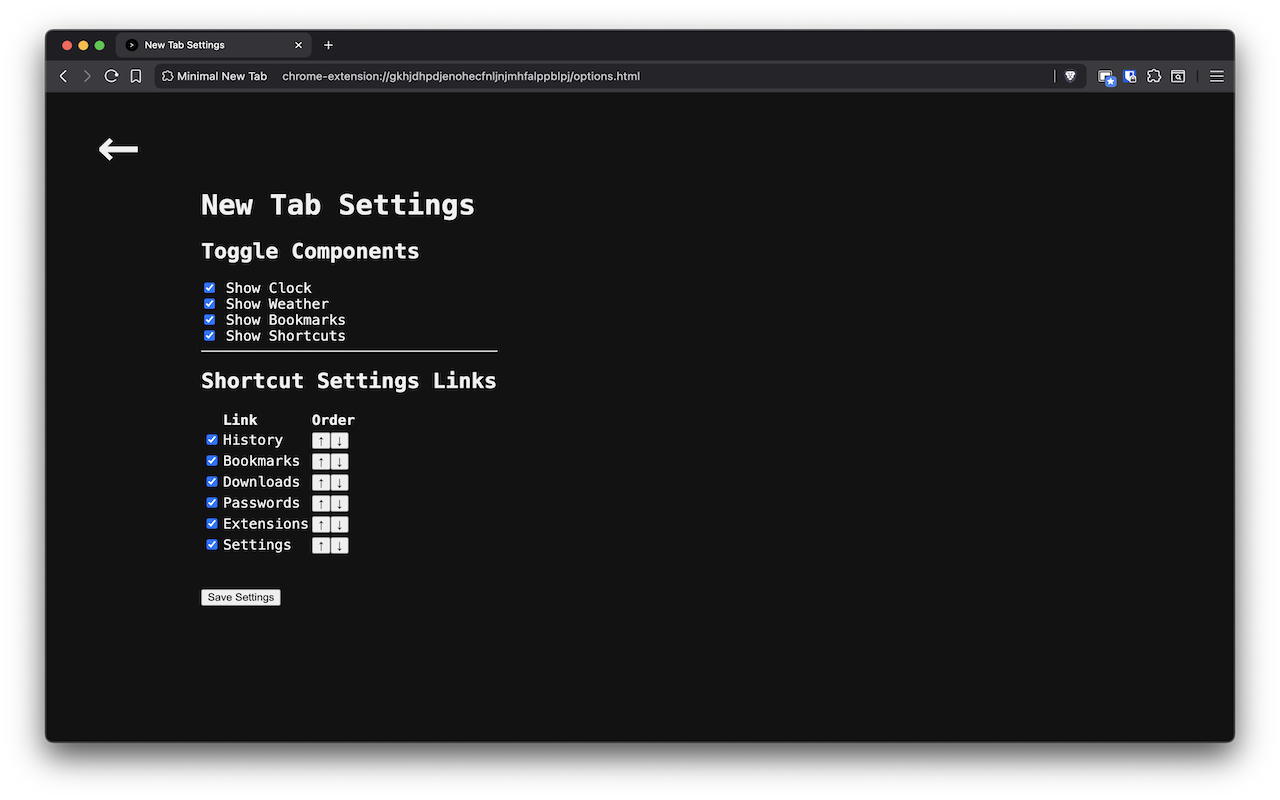 New Tab Settings
Minimal New Tab chrome-extension://gkhjdhpdjenohecfnljnjmhfalppblpj/options.html
New Tab Settings
Toggle Components
Show Clock
Show Weather
Show Bookmarks
Show Shortcuts
Shortcut Settings Links
Link Order
History ↑ ↓
Bookmarks ↑ ↓
Downloads ↑ ↓
Passwords ↑ ↓
Extensions ↑ ↓
Settings ↑ ↓
Save Settings